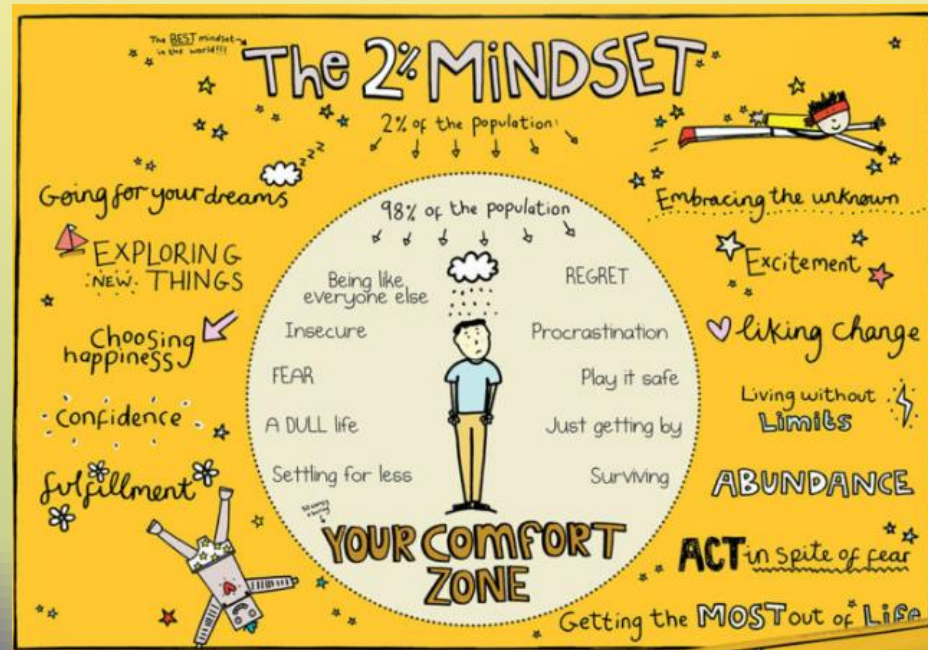 The BEST mindset
in the world!!!
The 2% MiNDSET
2% of the population:
Going for your dreams
zzz
EXPLORING
NEW THINGS
Choosing
happiness
Confidence
fulfillment
98% of the population
Being like
everyone else
Insecure
FEAR
A DULL life
Settling for less
REGRET
Procrastination
Play it safe
Just getting by
Surviving
YOUR COMFORT
ZONE
Embracing the unknown
Excitement
liking Change
Living without
Limits
ABUNDANCE
ACT in spite of fear
Getting the MOST out of Life